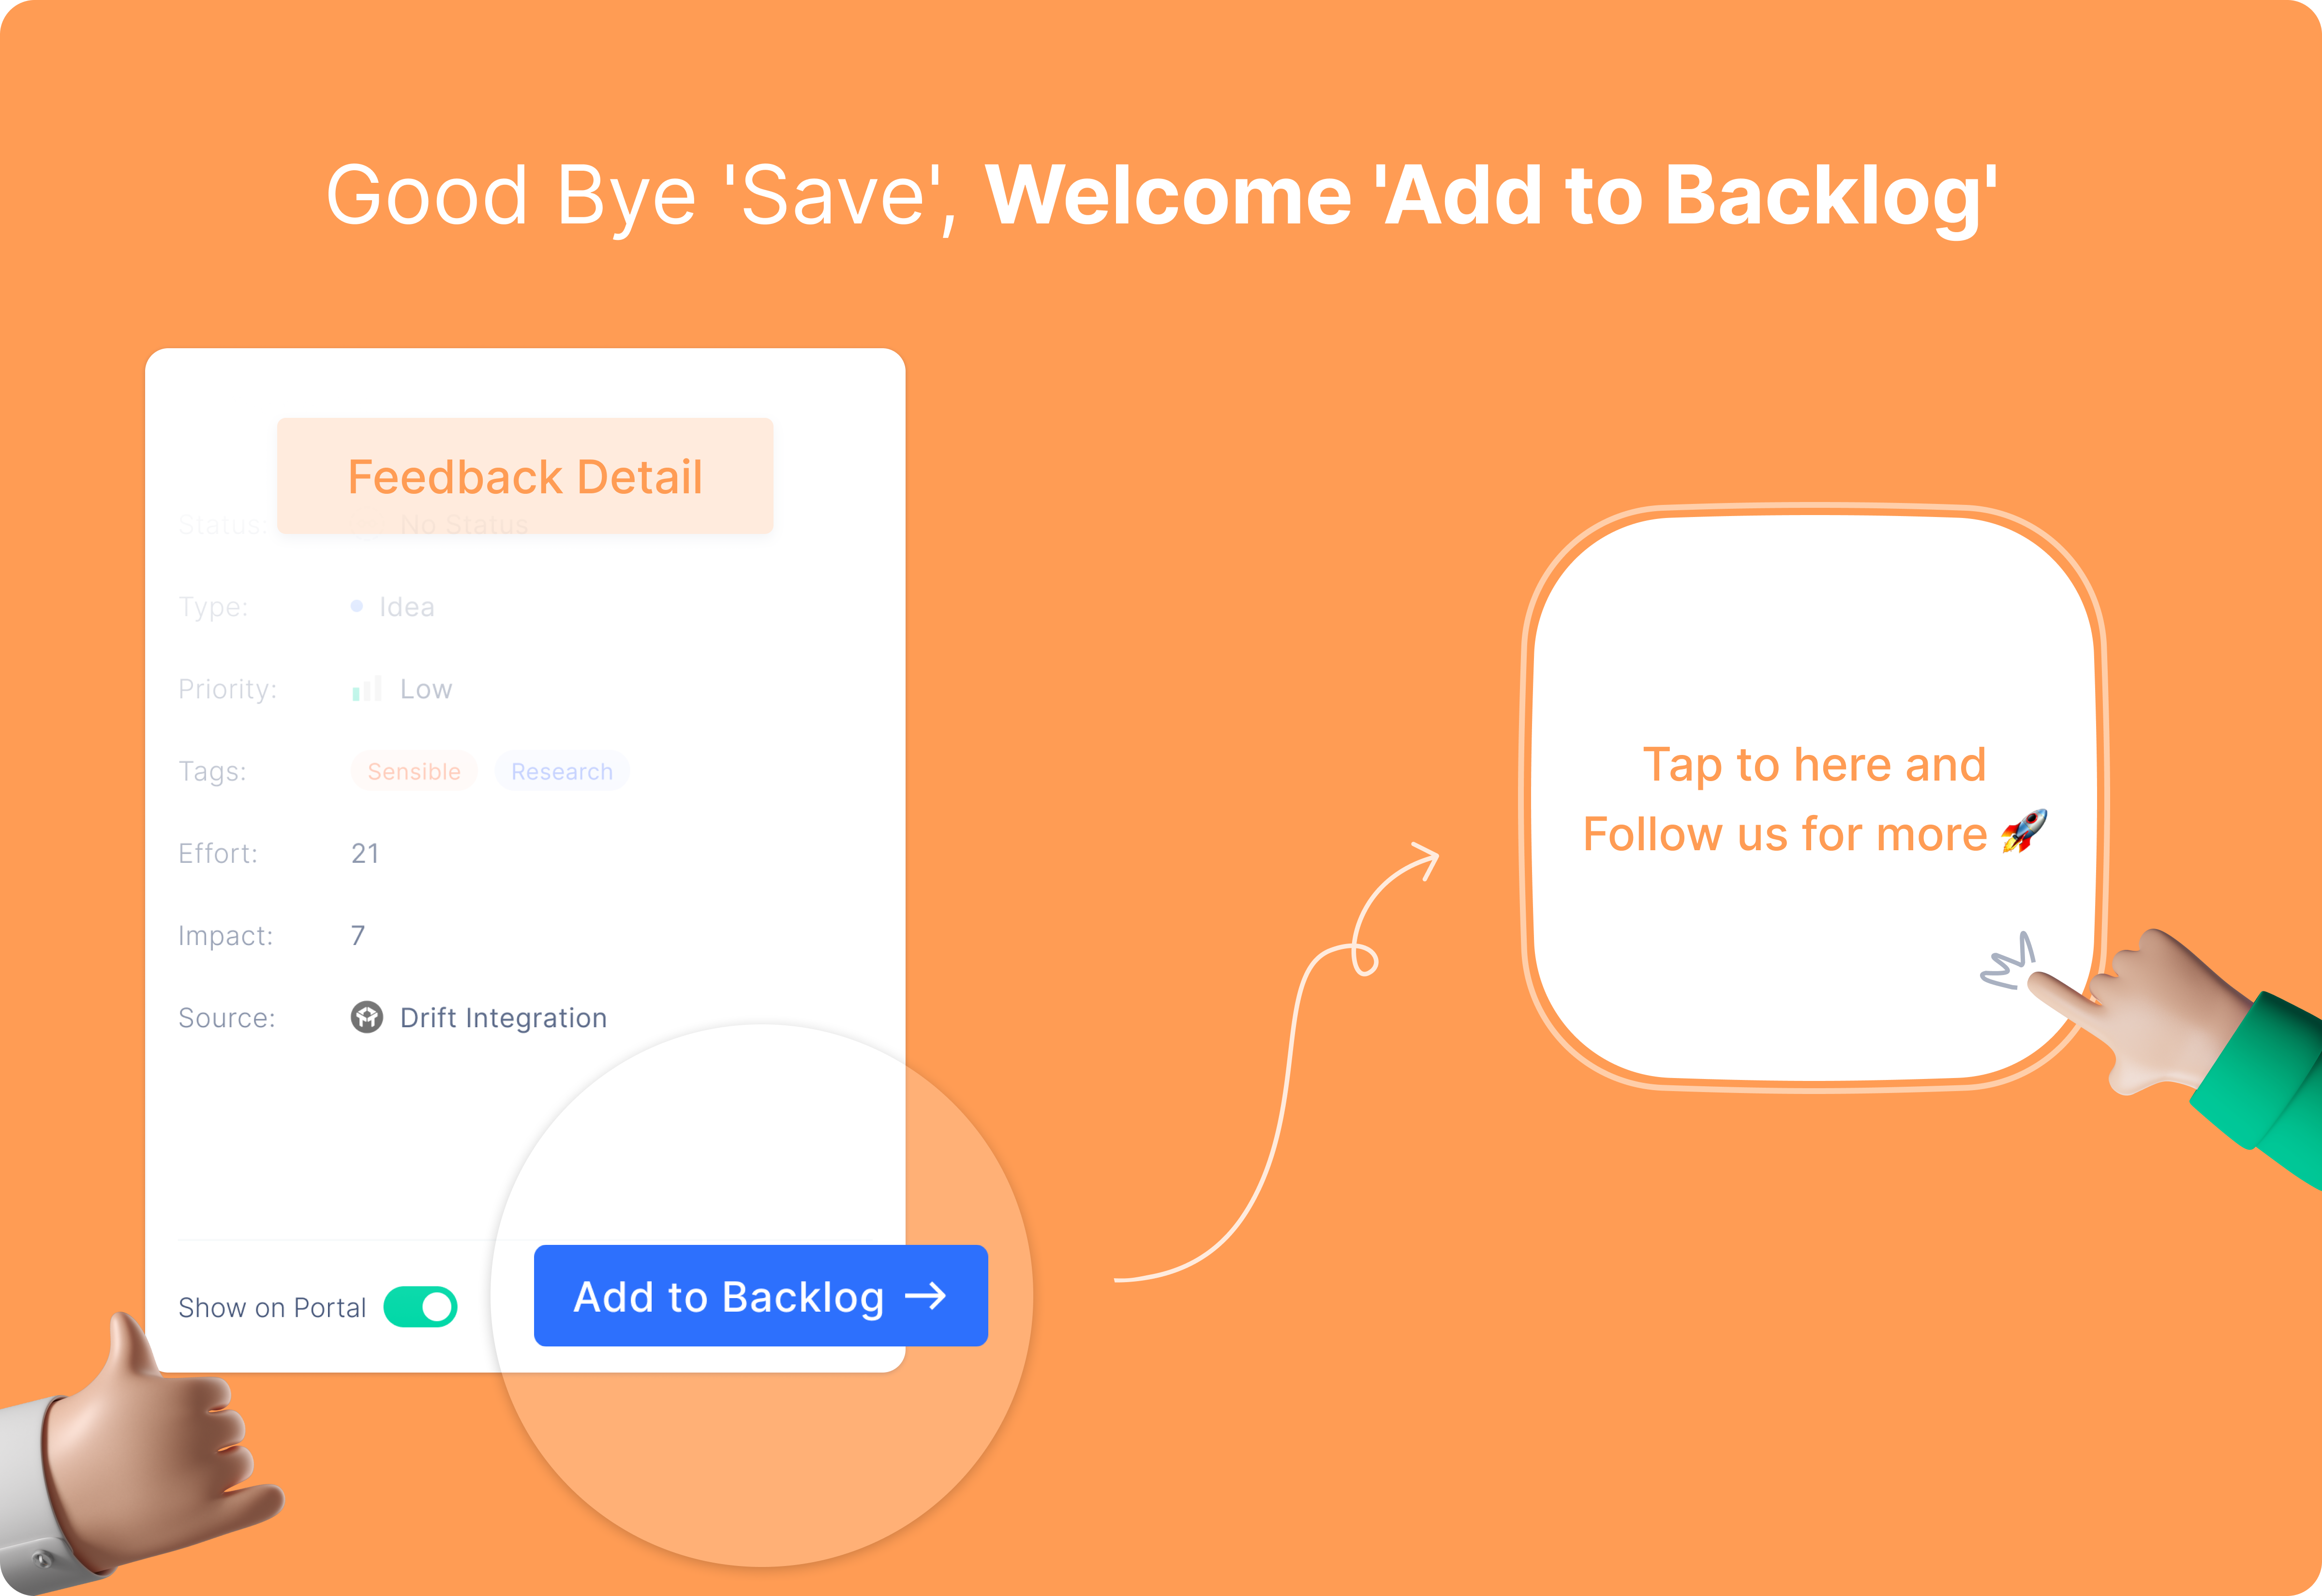 Good Bye 'Save', Welcome 'Add to Backlog'
Feedback Detail
Status: No Status
Type: Idea
Priority: Low
Tags: Sensible Research
Effort: 21
Impact: 7
Source: Drift Integration
Show on Portal
Add to Backlog →
Tap to here and
Follow us for more 🚀